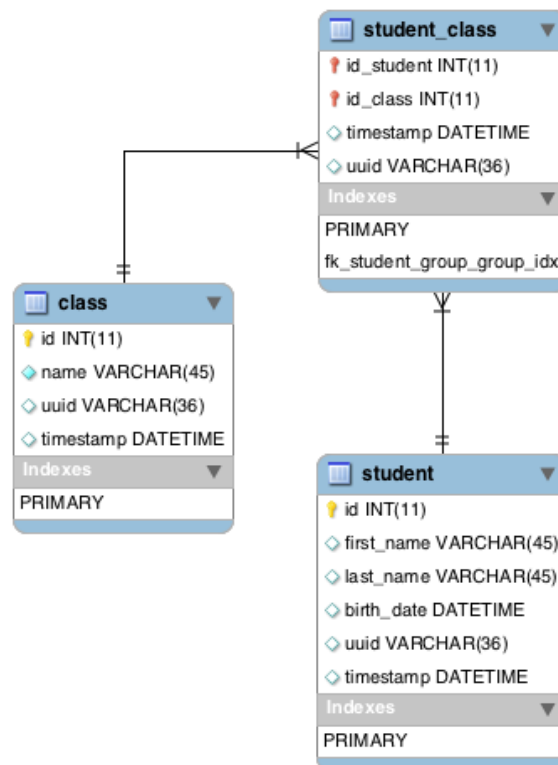 student_class
id_student INT(11)
id_class INT(11)
timestamp DATETIME
uuid VARCHAR(36)
Indexes
PRIMARY
fk_student_group_group_idx
class
id INT(11)
name VARCHAR(45)
uuid VARCHAR(36)
timestamp DATETIME
Indexes
PRIMARY
student
id INT(11)
first_name VARCHAR(45)
last_name VARCHAR(45)
birth_date DATETIME
uuid VARCHAR(36)
timestamp DATETIME
Indexes
PRIMARY